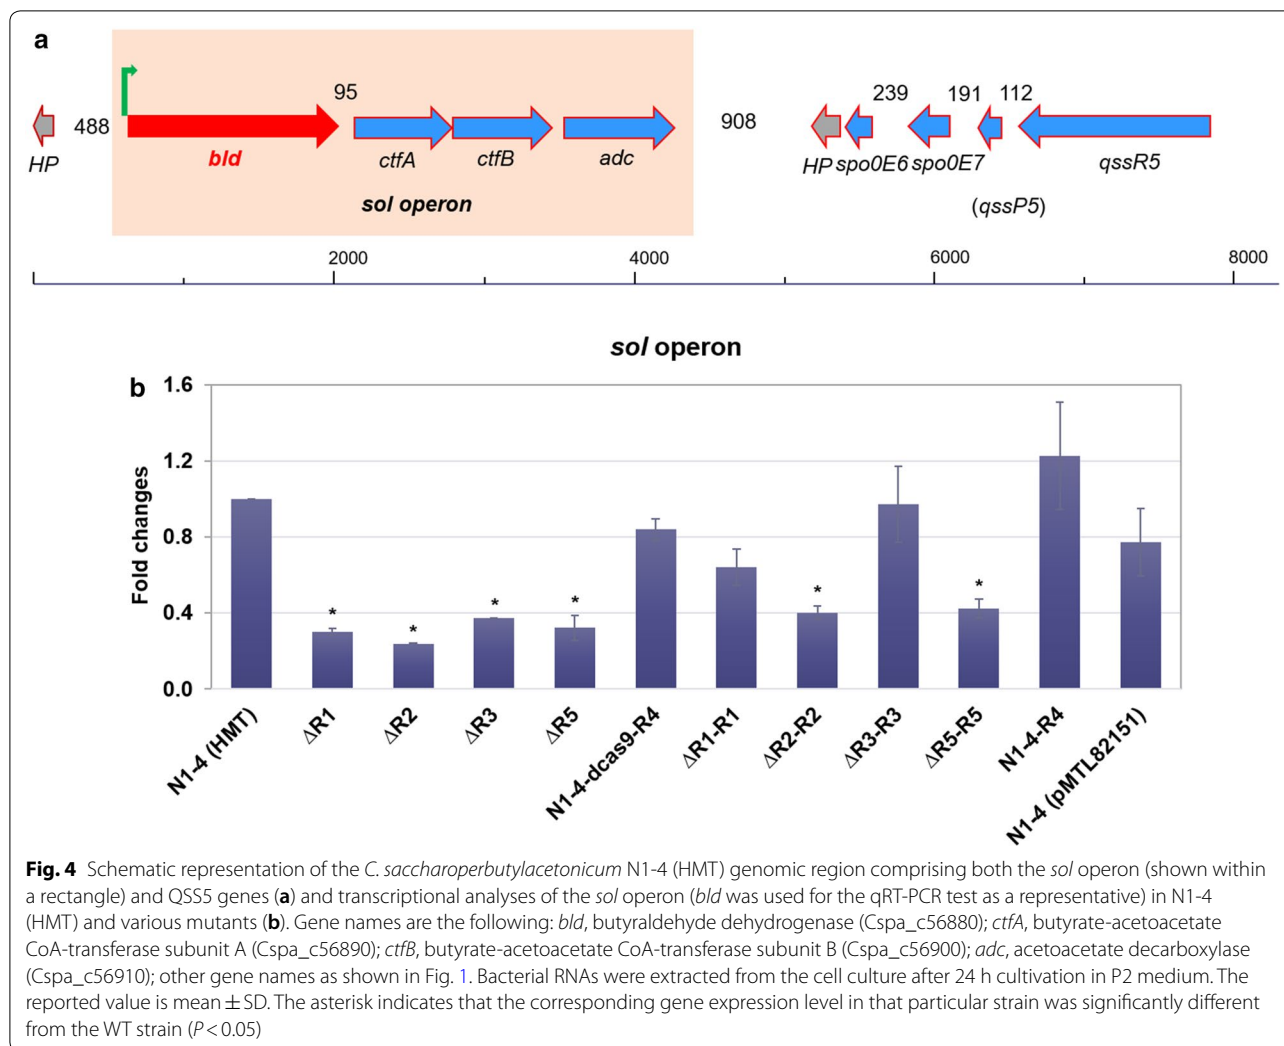 a
95 239 191 112
488 908
HP bld ctfA ctfB adc HP spo0E6 spo0E7 qssR5
sol operon (qssP5)
2000 4000 6000 8000
sol operon
b
Fold changes
1.6
1.2
0.8
0.4
0.0
* * * * * *
N1-4 (HMT) ΔR1 ΔR2 ΔR3 ΔR5 N1-4-dcas9-R4 ΔR1-R1 ΔR2-R2 ΔR3-R3 ΔR5-R5 N1-4-R4 N1-4 (pMTL82151)
Fig. 4 Schematic representation of the C. saccharoperbutylacetonicum N1-4 (HMT) genomic region comprising both the sol operon (shown within
a rectangle) and QSS5 genes (a) and transcriptional analyses of the sol operon (bld was used for the qRT-PCR test as a representative) in N1-4
(HMT) and various mutants (b). Gene names are the following: bld, butyraldehyde dehydrogenase (Cspa_c56880); ctfA, butyrate-acetoacetate
CoA-transferase subunit A (Cspa_c56890); ctfB, butyrate-acetoacetate CoA-transferase subunit B (Cspa_c56900); adc, acetoacetate decarboxylase
(Cspa_c56910); other gene names as shown in Fig. 1. Bacterial RNAs were extracted from the cell culture after 24 h cultivation in P2 medium. The
reported value is mean ± SD. The asterisk indicates that the corresponding gene expression level in that particular strain was significantly different
from the WT strain (P < 0.05)